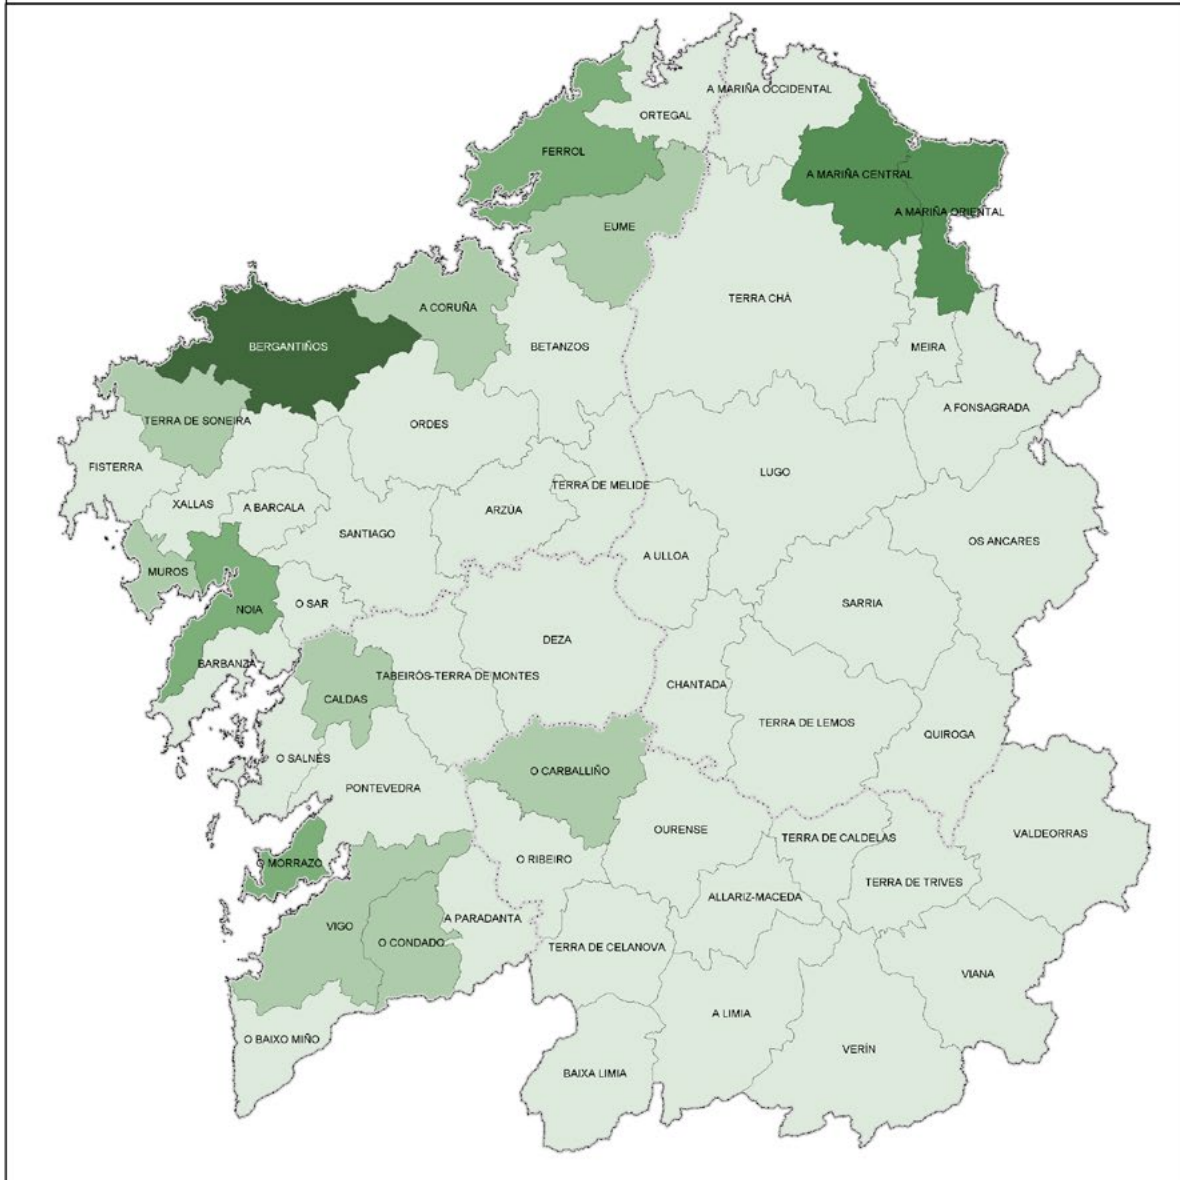 A MARIÑA OCCIDENTAL
ORTEGAL
FERROL
A MARIÑA CENTRAL
A MARIÑA ORIENTAL
EUME
TERRA CHÁ
A CORUÑA
BERGANTIÑOS
BETANZOS
MEIRA
A FONSAGRADA
TERRA DE SONEIRA
ORDES
FISTERRA
LUGO
TERRA DE MELIDE
XALLAS
A BARCALA
ARZÚA
SANTIAGO
OS ANCARES
A ULLOA
MUROS
O SAR
SARRIA
NOIA
DEZA
BARBANZA
TABEIRÓS-TERRA DE MONTES
CHANTADA
CALDAS
TERRA DE LEMOS
QUIROGA
O SALNÉS
O CARBALLIÑO
PONTEVEDRA
OURENSE
TERRA DE CALDELAS
VALDEORRAS
O RIBEIRO
O MORRAZO
TERRA DE TRIVES
ALLARIZ-MACEDA
A PARADANTA
VIGO
O CONDADO
TERRA DE CELANOVA
VIANA
A LIMIA
O BAIXO MIÑO
VERÍN
BAIXA LIMIA